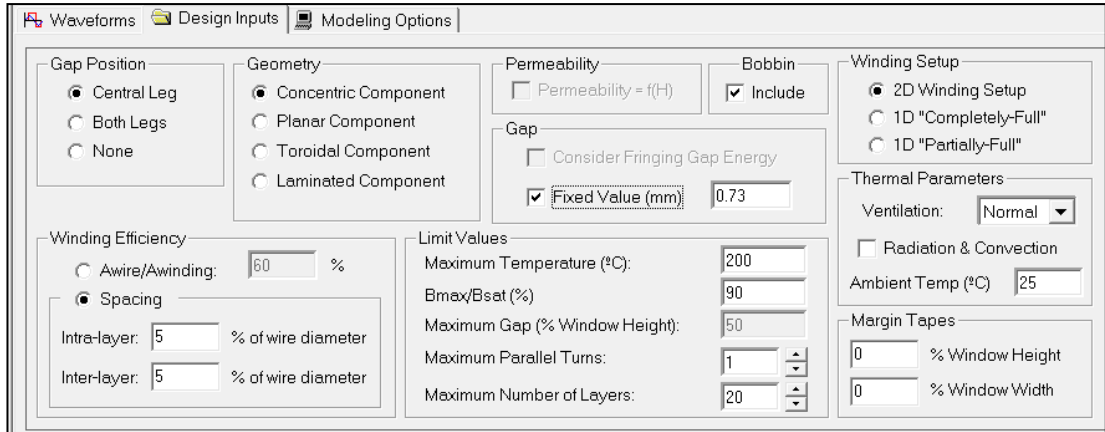 Waveforms Design Inputs Modeling Options
Gap Position
Central Leg
Both Legs
None
Geometry
Concentric Component
Planar Component
Toroidal Component
Laminated Component
Permeability
Permeability = f(H)
Bobbin
Include
Gap
Consider Fringing Gap Energy
Fixed Value (mm) 0.73
Winding Setup
2D Winding Setup
1D "Completely-Full"
1D "Partially-Full"
Thermal Parameters
Ventilation: Normal
Radiation & Convection
Ambient Temp (ºC) 25
Winding Efficiency
Awire/Awinding: 60 %
Spacing
Intra-layer: 5 % of wire diameter
Inter-layer: 5 % of wire diameter
Limit Values
Maximum Temperature (ºC): 200
Bmax/Bsat (%) 90
Maximum Gap (% Window Height): 50
Maximum Parallel Turns: 1
Maximum Number of Layers: 20
Margin Tapes
0 % Window Height
0 % Window Width